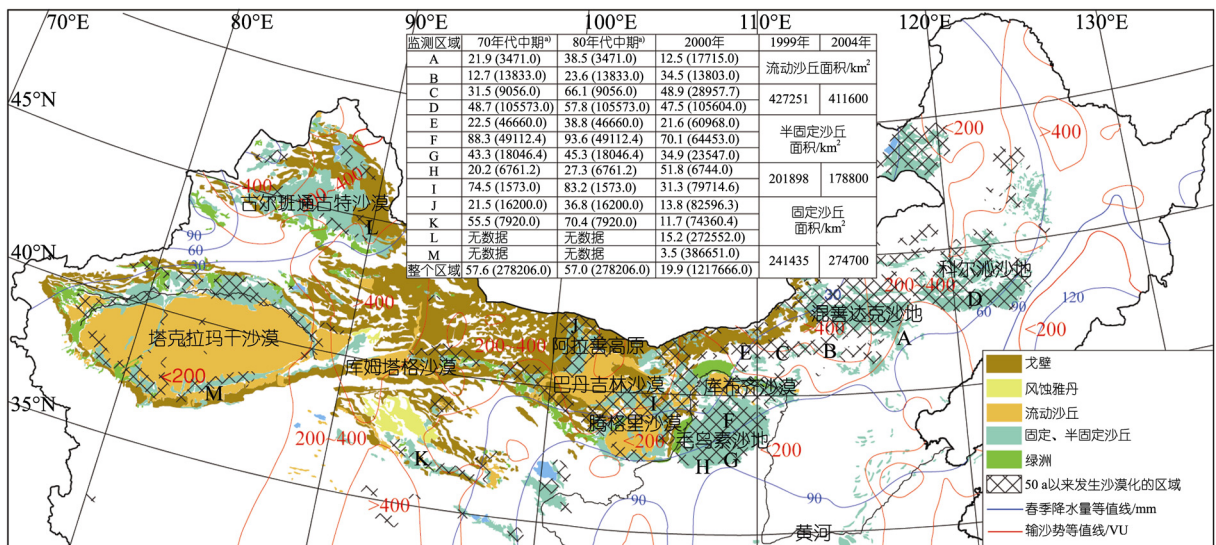 70°E
80°E
90°E
100°E
110°E
120°E
130°E
45°N
40°N
35°N
监测区域 70年代中期a) 80年代中期a) 2000年 1999年 2004年
A 21.9 (3471.0) 38.5 (3471.0) 12.5 (17715.0)
B 12.7 (13833.0) 23.6 (13833.0) 34.5 (13803.0)
C 31.5 (9056.0) 66.1 (9056.0) 48.9 (28957.7)
D 48.7 (105573.0) 57.8 (105573.0) 47.5 (105604.0)
E 22.5 (46660.0) 38.8 (46660.0) 21.6 (60968.0)
F 88.3 (49112.4) 93.6 (49112.4) 70.1 (64453.0)
G 43.3 (18046.4) 45.3 (18046.4) 34.9 (23547.0)
H 20.2 (6761.2) 27.3 (6761.2) 51.8 (6744.0)
I 74.5 (1573.0) 83.2 (1573.0) 31.3 (79714.6)
J 21.5 (16200.0) 36.8 (16200.0) 13.8 (82596.3)
K 55.5 (7920.0) 70.4 (7920.0) 11.7 (74360.4)
L 无数据 无数据 15.2 (272552.0)
M 无数据 无数据 3.5 (386651.0)
整个区域 57.6 (278206.0) 57.0 (278206.0) 19.9 (1217666.0)
流动沙丘面积/km²
427251 411600
半固定沙丘
面积/km²
201898 178800
固定沙丘
面积/km²
241435 274700
<200
>400
>400
200~400
古尔班通古特沙漠
L
90
60
30
400
塔克拉玛干沙漠
<200
M
库姆塔格沙漠
200~400
J
阿拉善高原
巴丹吉林沙漠
I
腾格里沙漠
<200
库布齐沙漠
F
毛乌素沙地
H
G
<200
E
C
B
A
400
30
浑善达克沙地
200~400
科尔沁沙地
D
60
90
120
<200
200~400
K
>400
90
90
黄河
戈壁
风蚀雅丹
流动沙丘
固定、半固定沙丘
绿洲
50 a以来发生沙漠化的区域
春季降水量等值线/mm
输沙势等值线/VU